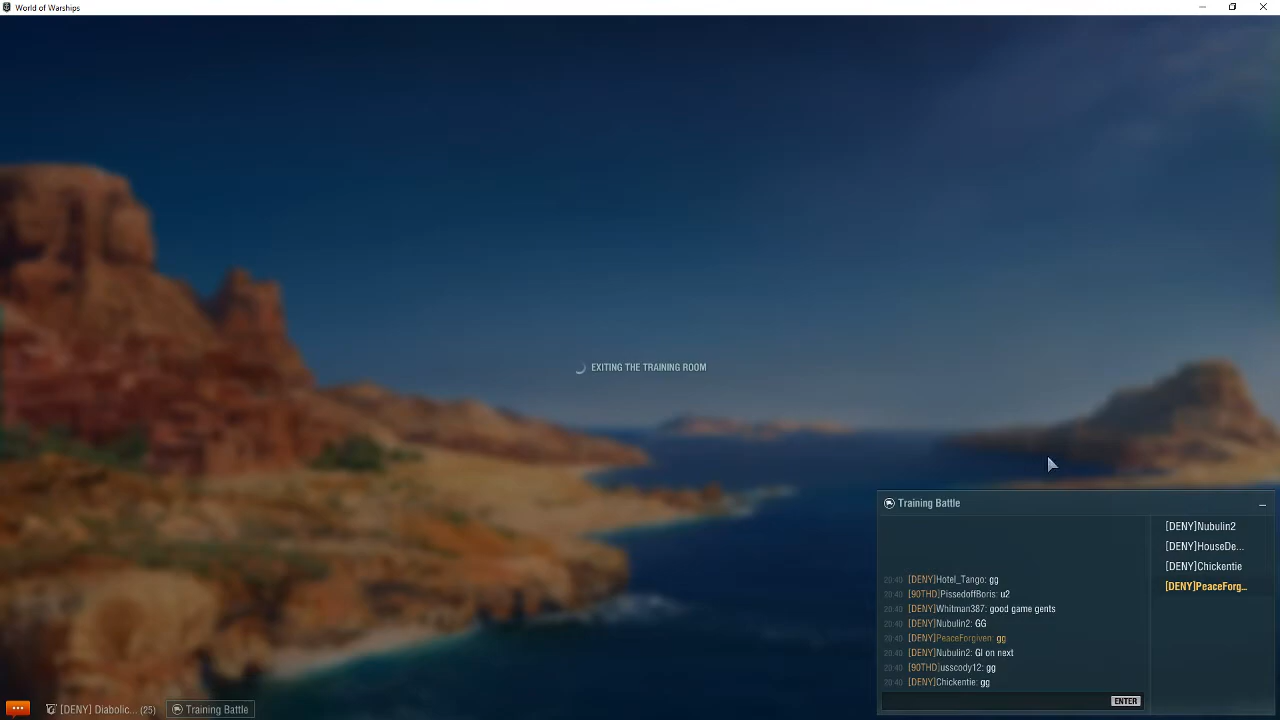 World of Warships
EXITING THE TRAINING ROOM
Training Battle
20:40 [DENY]Hotel_Tango: gg
20:40 [90THD]PissedoffBoris: u2
20:40 [DENY]Whitman387: good game gents
20:40 [DENY]Nubulin2: GG
20:40 [DENY]PeaceForgiven: gg
20:40 [DENY]Nubulin2: Gl on next
20:40 [90THD]usscody12: gg
20:40 [DENY]Chickentie: gg
[DENY]Nubulin2
[DENY]HouseDe...
[DENY]Chickentie
[DENY]PeaceForg...
ENTER
[DENY] Diabolic... (25)
Training Battle